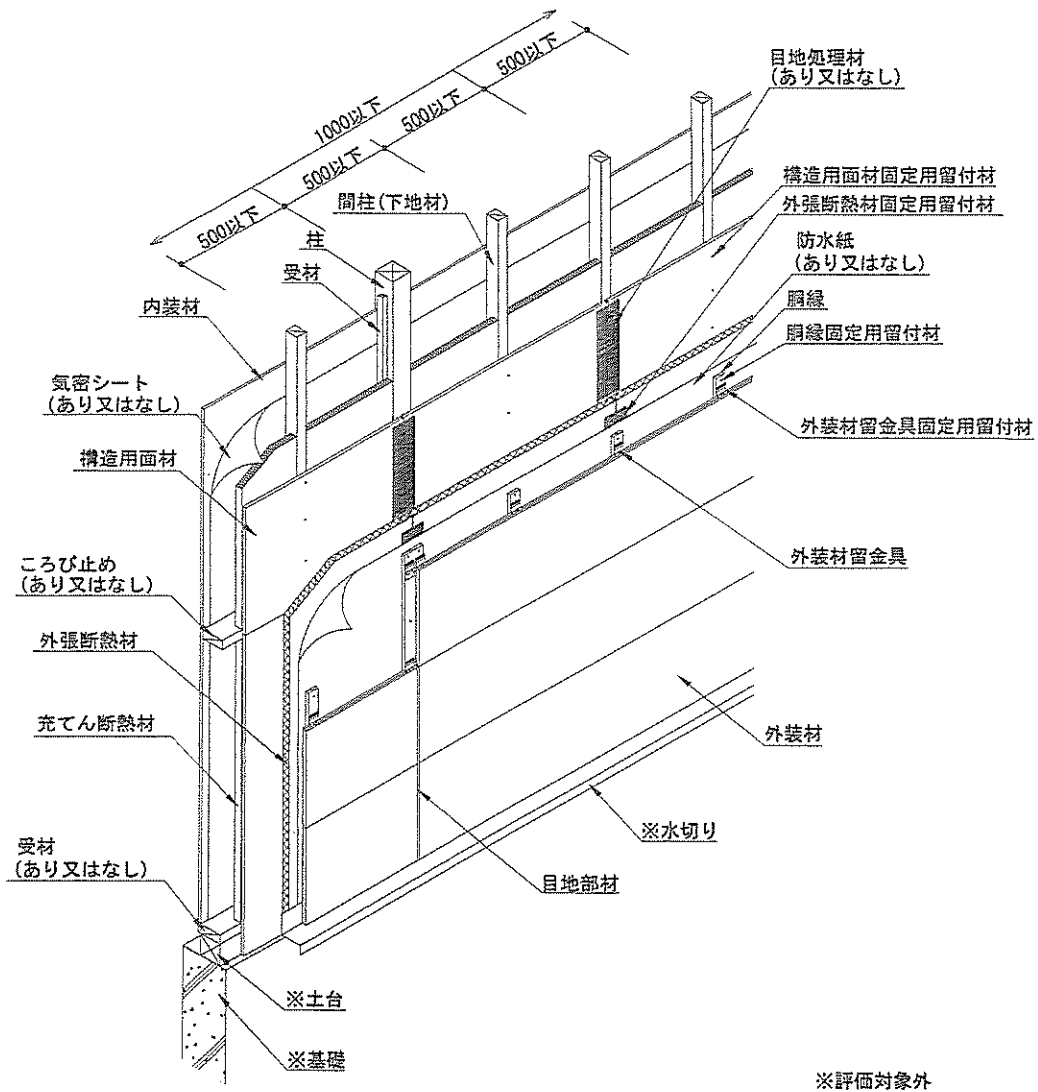 500以下
1000以下
500以下
500以下
500以下
目地処理材
(あり又はなし)
構造用面材固定用留付材
外張断熱材固定用留付材
防水紙
(あり又はなし)
胴縁
胴縁固定用留付材
外装材留金具固定用留付材
外装材留金具
間柱(下地材)
柱
受材
内装材
気密シート
(あり又はなし)
構造用面材
ころび止め
(あり又はなし)
外張断熱材
充てん断熱材
受材
(あり又はなし)
外装材
※水切り
目地部材
※土台
※基礎
※評価対象外